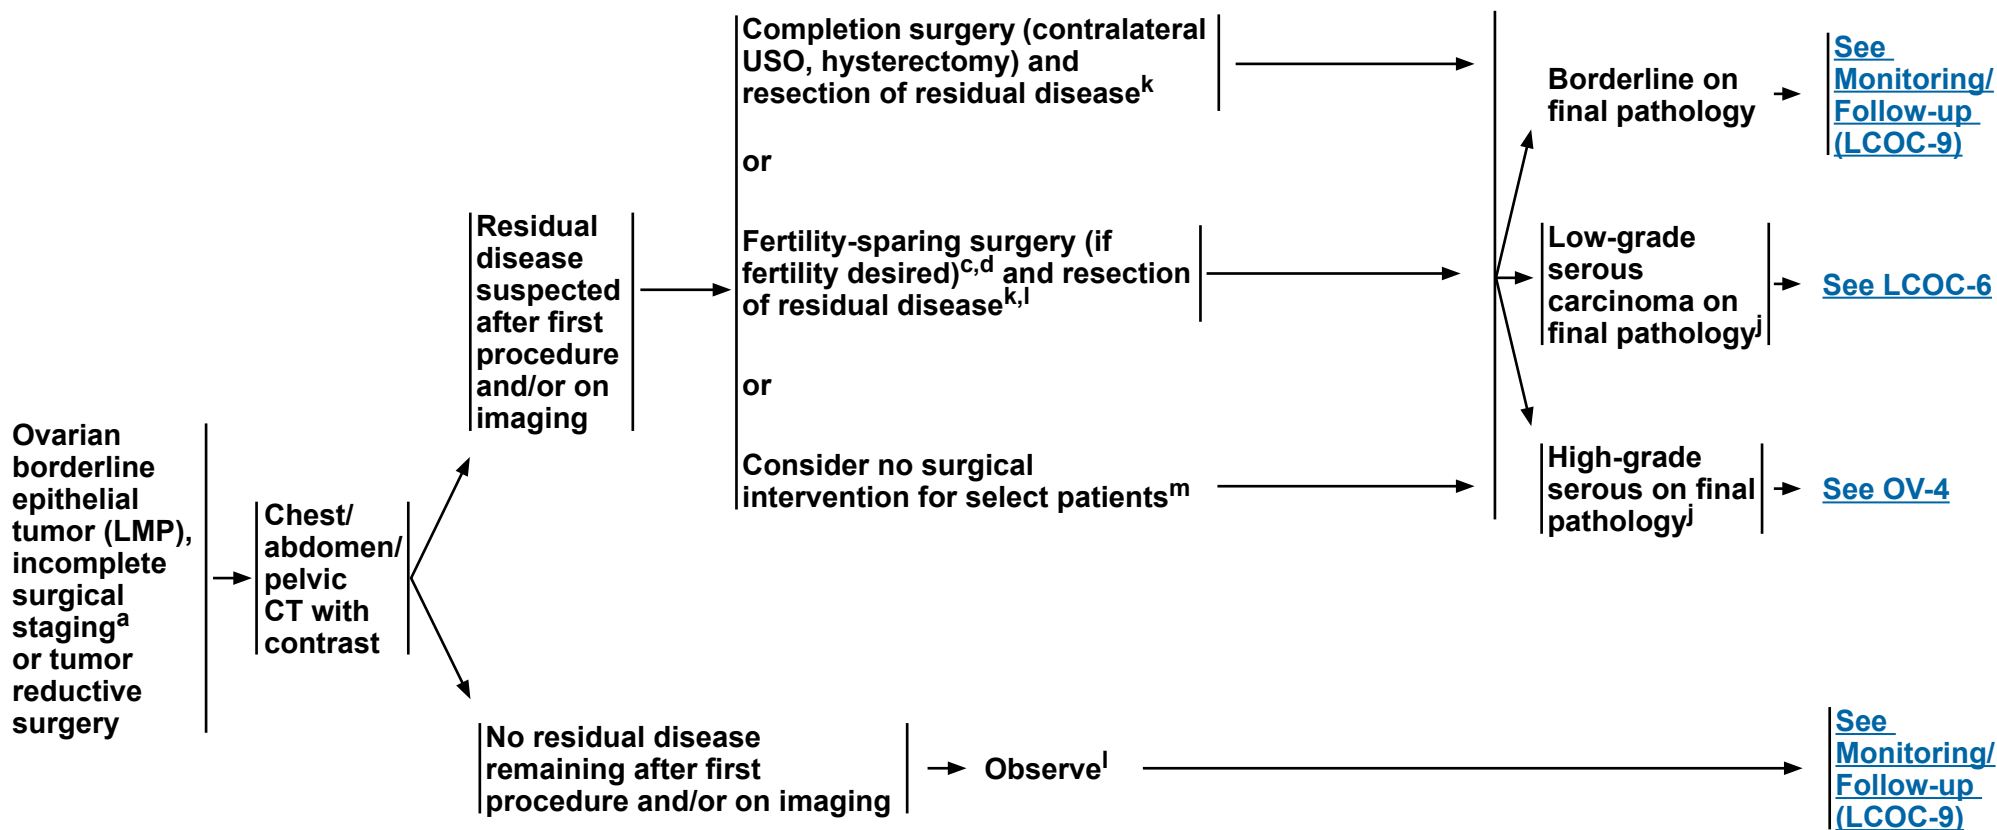 Ovarian
borderline
epithelial
tumor (LMP),
incomplete
surgical
staging^a
or tumor
reductive
surgery
Chest/
abdomen/
pelvic
CT with
contrast
Residual
disease
suspected
after first
procedure
and/or on
imaging
Completion surgery (contralateral
USO, hysterectomy) and
resection of residual disease^k
or
Fertility-sparing surgery (if
fertility desired)^c,d and resection
of residual disease^k,l
or
Consider no surgical
intervention for select patients^m
Borderline on
final pathology
See
Monitoring/
Follow-up
(LCOC-9)
Low-grade
serous
carcinoma on
final pathology^j
See LCOC-6
High-grade
serous on final
pathology^j
See OV-4
No residual disease
remaining after first
procedure and/or on imaging
Observe^l
See
Monitoring/
Follow-up
(LCOC-9)